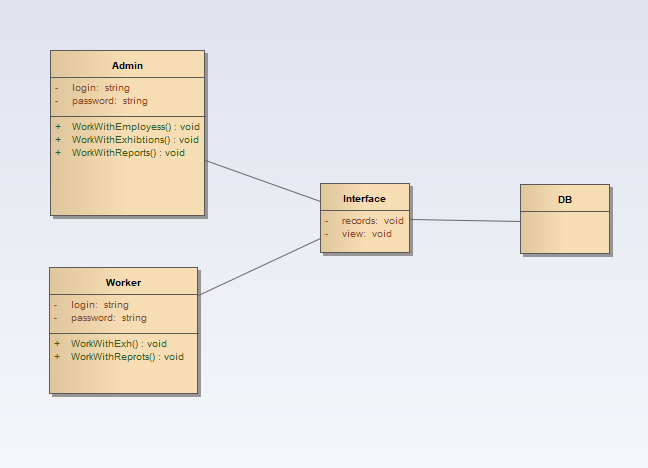 Admin
- login: string
- password: string
+ WorkWithEmployess() : void
+ WorkWithExhibtions() : void
+ WorkWithReports() : void
Interface
- records: void
- view: void
DB
Worker
- login: string
- password: string
+ WorkWithExh() : void
+ WorkWithReprots() : void